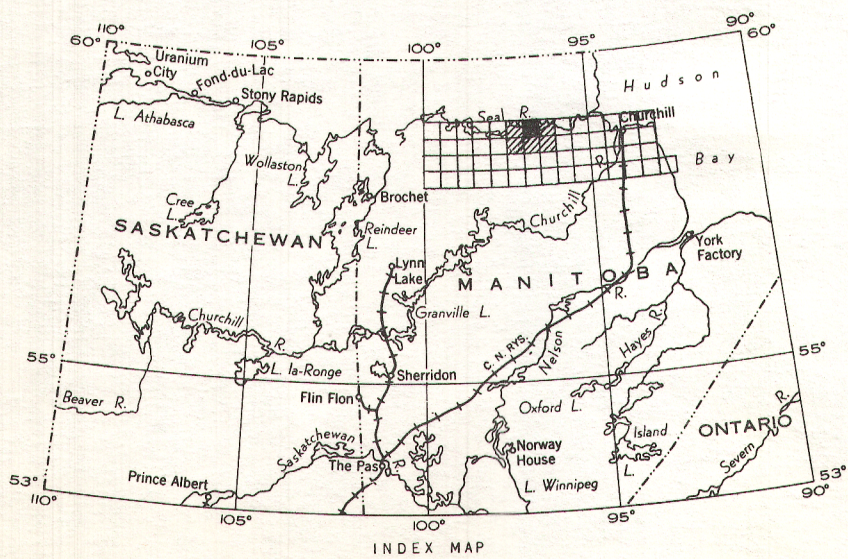 110°
105°
100°
95°
90°
60°
60°
Uranium
City
Fond-du-Lac
Stony Rapids
L. Athabasca
Hudson
Seal R.
Churchill
R.
Bay
Wollaston
L.
Cree
L.
Brochet
Reindeer
L.
Churchill
SASKATCHEWAN
Lynn
Lake
MANITOBA
York
Factory
R.
Granville L.
Churchill
R.
C. N. RYS.
Nelson
Hayes R.
55°
55°
L. la-Ronge
Sherridon
Beaver R.
Flin Flon
Oxford L.
Island
L.
ONTARIO
Severn R.
Saskatchewan
R.
The Pas
Norway
House
L. Winnipeg
Prince Albert
53°
53°
110°
105°
100°
95°
90°
INDEX MAP